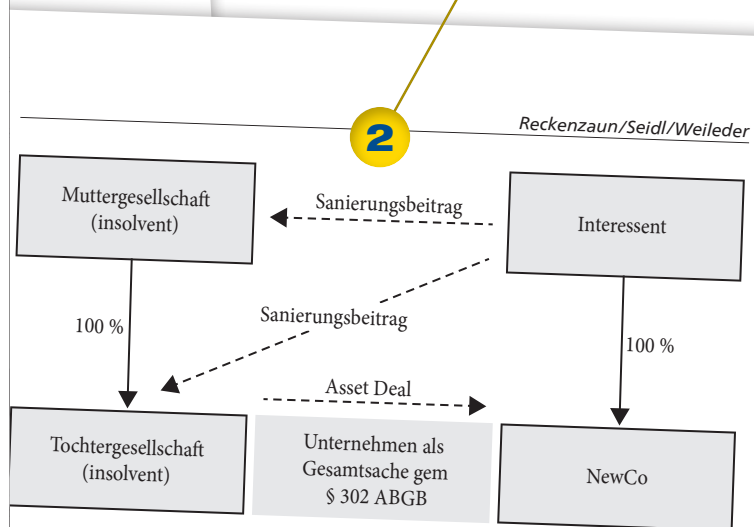 Reckenzaun/Seidl/Weileder
2
Muttergesellschaft
(insolvent)
Sanierungsbeitrag
Interessent
Sanierungsbeitrag
100 %
100 %
Asset Deal
Tochtergesellschaft
(insolvent)
Unternehmen als
Gesamtsache gem
§ 302 ABGB
NewCo